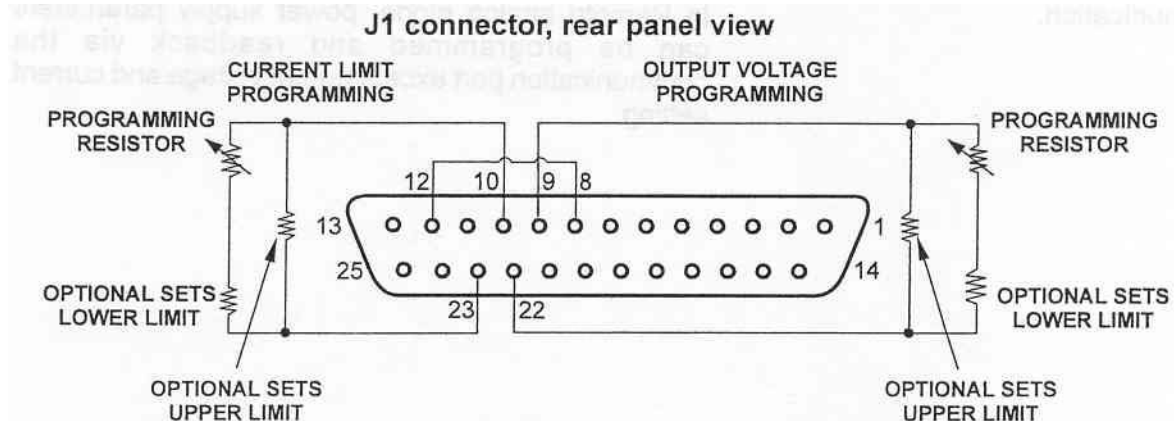 J1 connector, rear panel view
CURRENT LIMIT
PROGRAMMING
OUTPUT VOLTAGE
PROGRAMMING
PROGRAMMING
RESISTOR
PROGRAMMING
RESISTOR
12 10 9 8
13
1
25
14
23 22
OPTIONAL SETS
LOWER LIMIT
OPTIONAL SETS
LOWER LIMIT
OPTIONAL SETS
UPPER LIMIT
OPTIONAL SETS
UPPER LIMIT